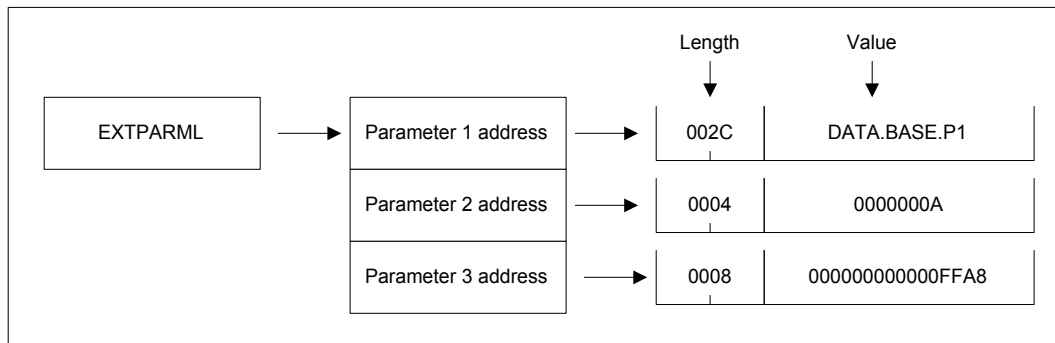 Length Value
EXTPARML Parameter 1 address 002C DATA.BASE.P1
Parameter 2 address 0004 0000000A
Parameter 3 address 0008 000000000000FFA8